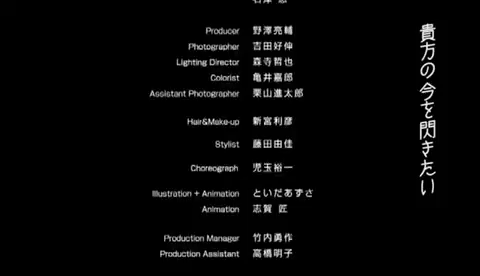 Producer 野澤亮輔
Photographer 吉田好伸
Lighting Director 森寺哲也
Colorist 亀井嘉郎
Assistant Photographer 栗山進太郎
Hair&Make-up 新宮利彦
Stylist 藤田由佳
Choreograph 児玉裕一
Illustration + Animation といだあずさ
Animation 志賀 匠
Production Manager 竹内勇作
Production Assistant 高橋明子
貴方の今を閃きたい